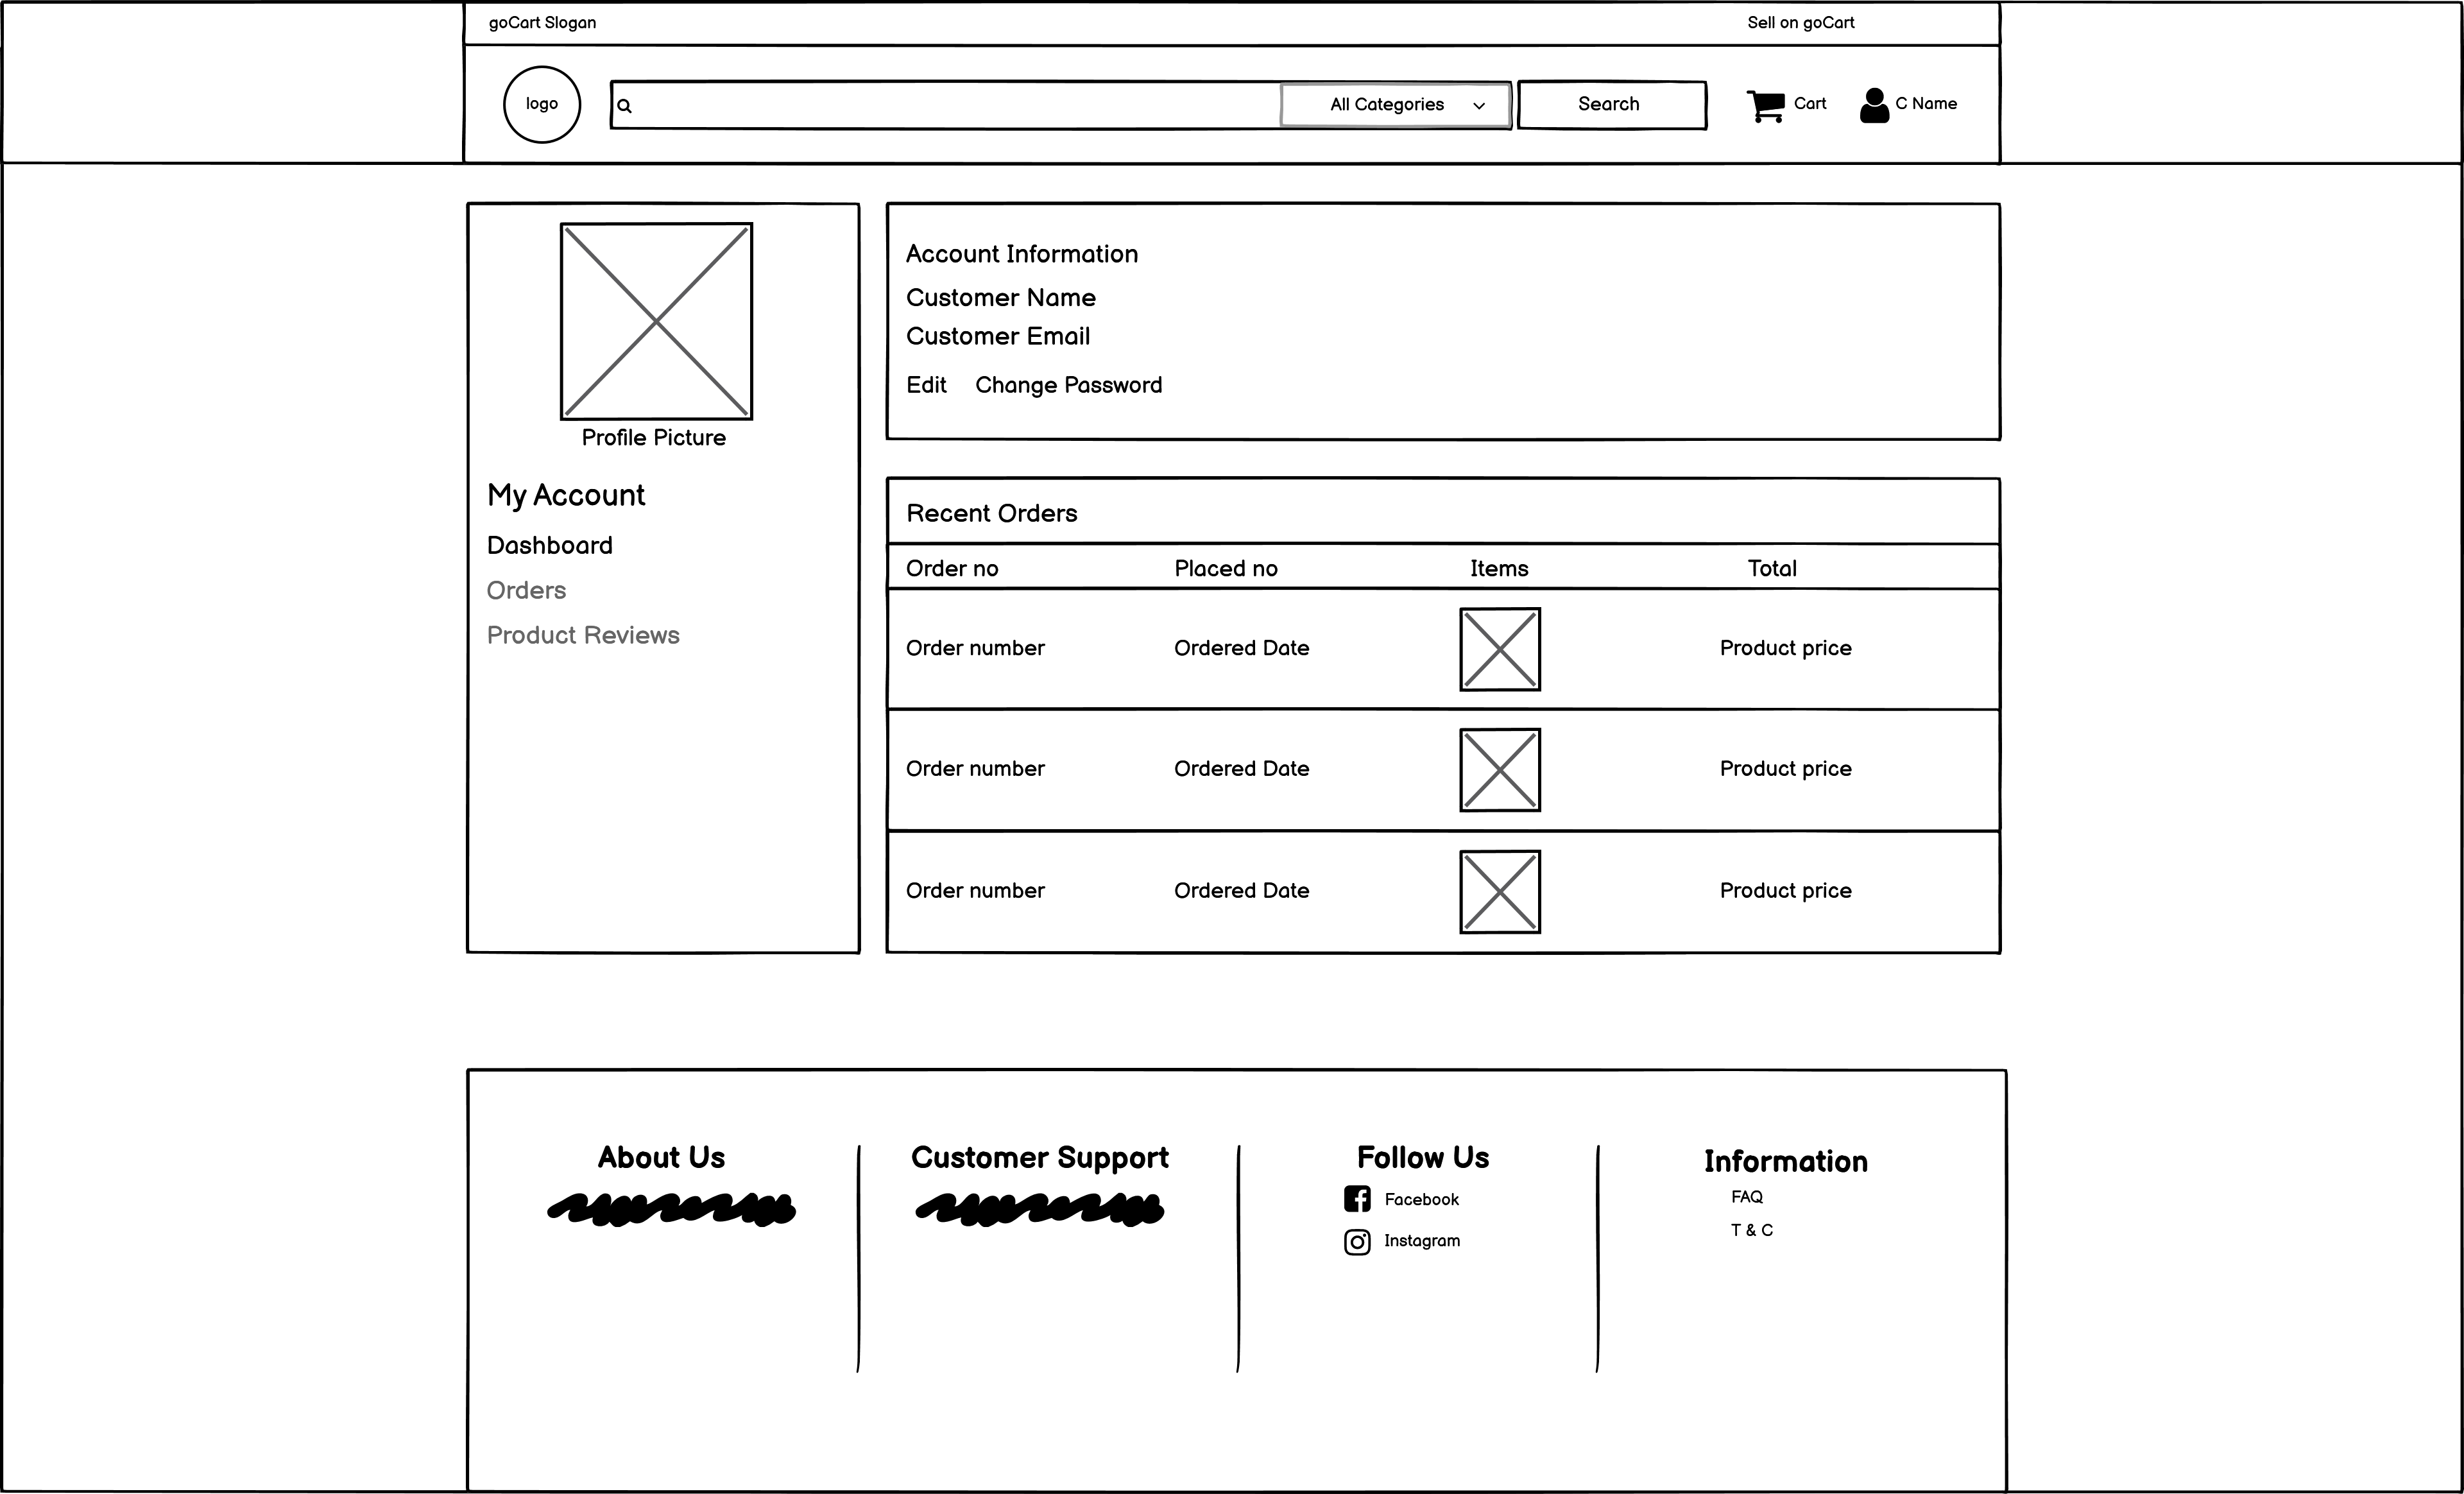 goCart Slogan Sell on goCart
logo All Categories Search Cart C Name
Profile Picture
My Account
Dashboard
Orders
Product Reviews
Account Information
Customer Name
Customer Email
Edit Change Password
Recent Orders
Order no Placed no Items Total
Order number Ordered Date Product price
Order number Ordered Date Product price
Order number Ordered Date Product price
About Us
Customer Support
Follow Us
Facebook
Instagram
Information
FAQ
T & C